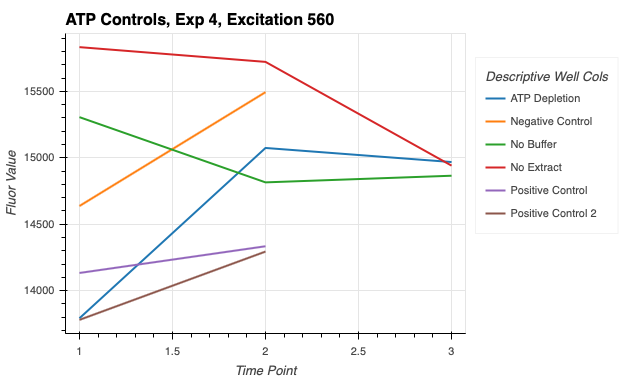 ATP Controls, Exp 4, Excitation 560
Fluor Value
15500
15000
14500
14000
1
1.5
2
2.5
3
Time Point
Descriptive Well Cols
ATP Depletion
Negative Control
No Buffer
No Extract
Positive Control
Positive Control 2